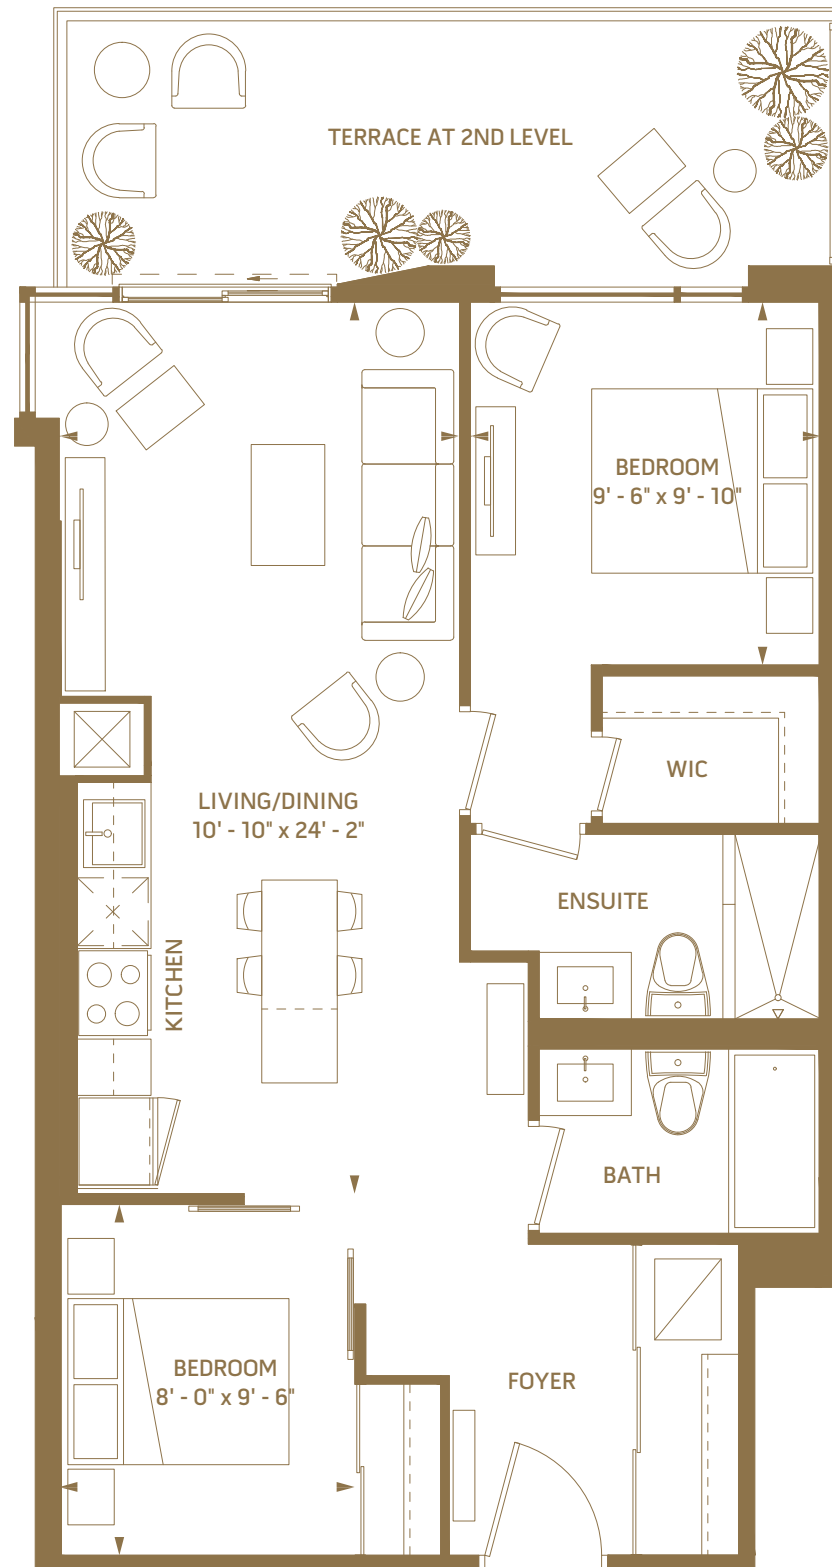 TERRACE AT 2ND LEVEL
BEDROOM
9' - 6" x 9' - 10"
WIC
LIVING/DINING
10' - 10" x 24' - 2"
ENSUITE
KITCHEN
BATH
BEDROOM
8' - 0" x 9' - 6"
FOYER